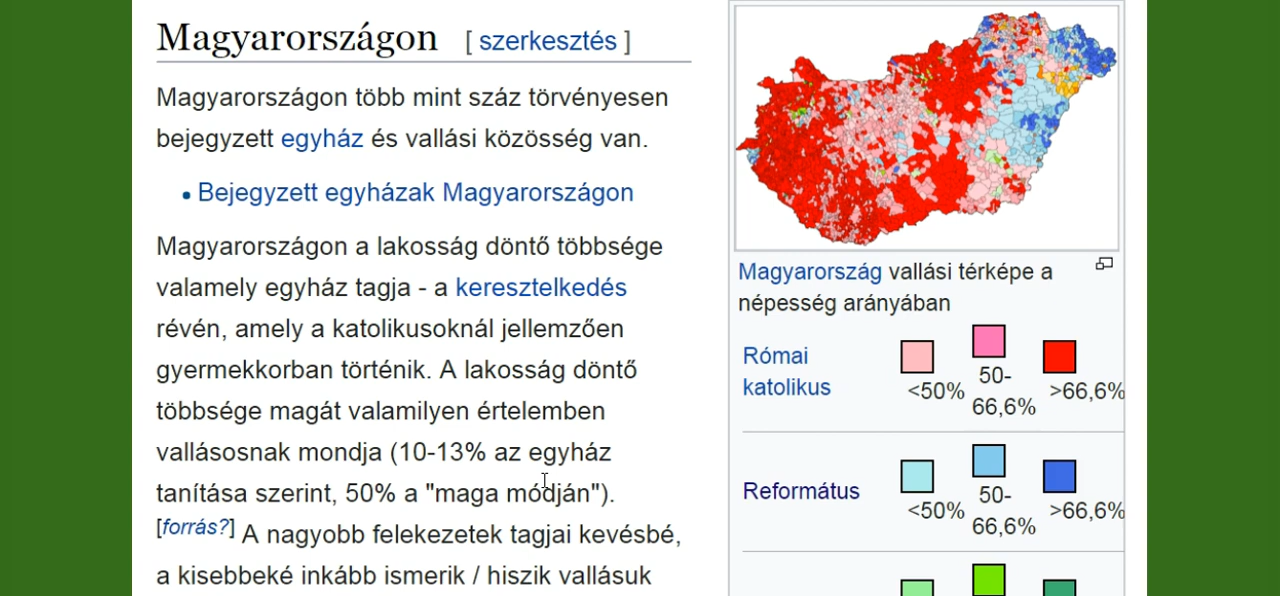 Magyarországon [ szerkesztés ]
Magyarországon több mint száz törvényesen
bejegyzett egyház és vallási közösség van.
• Bejegyzett egyházak Magyarországon
Magyarországon a lakosság döntő többsége
valamely egyház tagja - a keresztelkedés
révén, amely a katolikusoknál jellemzően
gyermekkorban történik. A lakosság döntő
többsége magát valamilyen értelemben
vallásosnak mondja (10-13% az egyház
tanítása szerint, 50% a "maga módján").
[forrás?] A nagyobb felekezetek tagjai kevésbé,
a kisebbeké inkább ismerik / hiszik vallásuk
Magyarország vallási térképe a
népesség arányában
Római
katolikus
<50%
50-
66,6%
>66,6%
Református
<50%
50-
66,6%
>66,6%